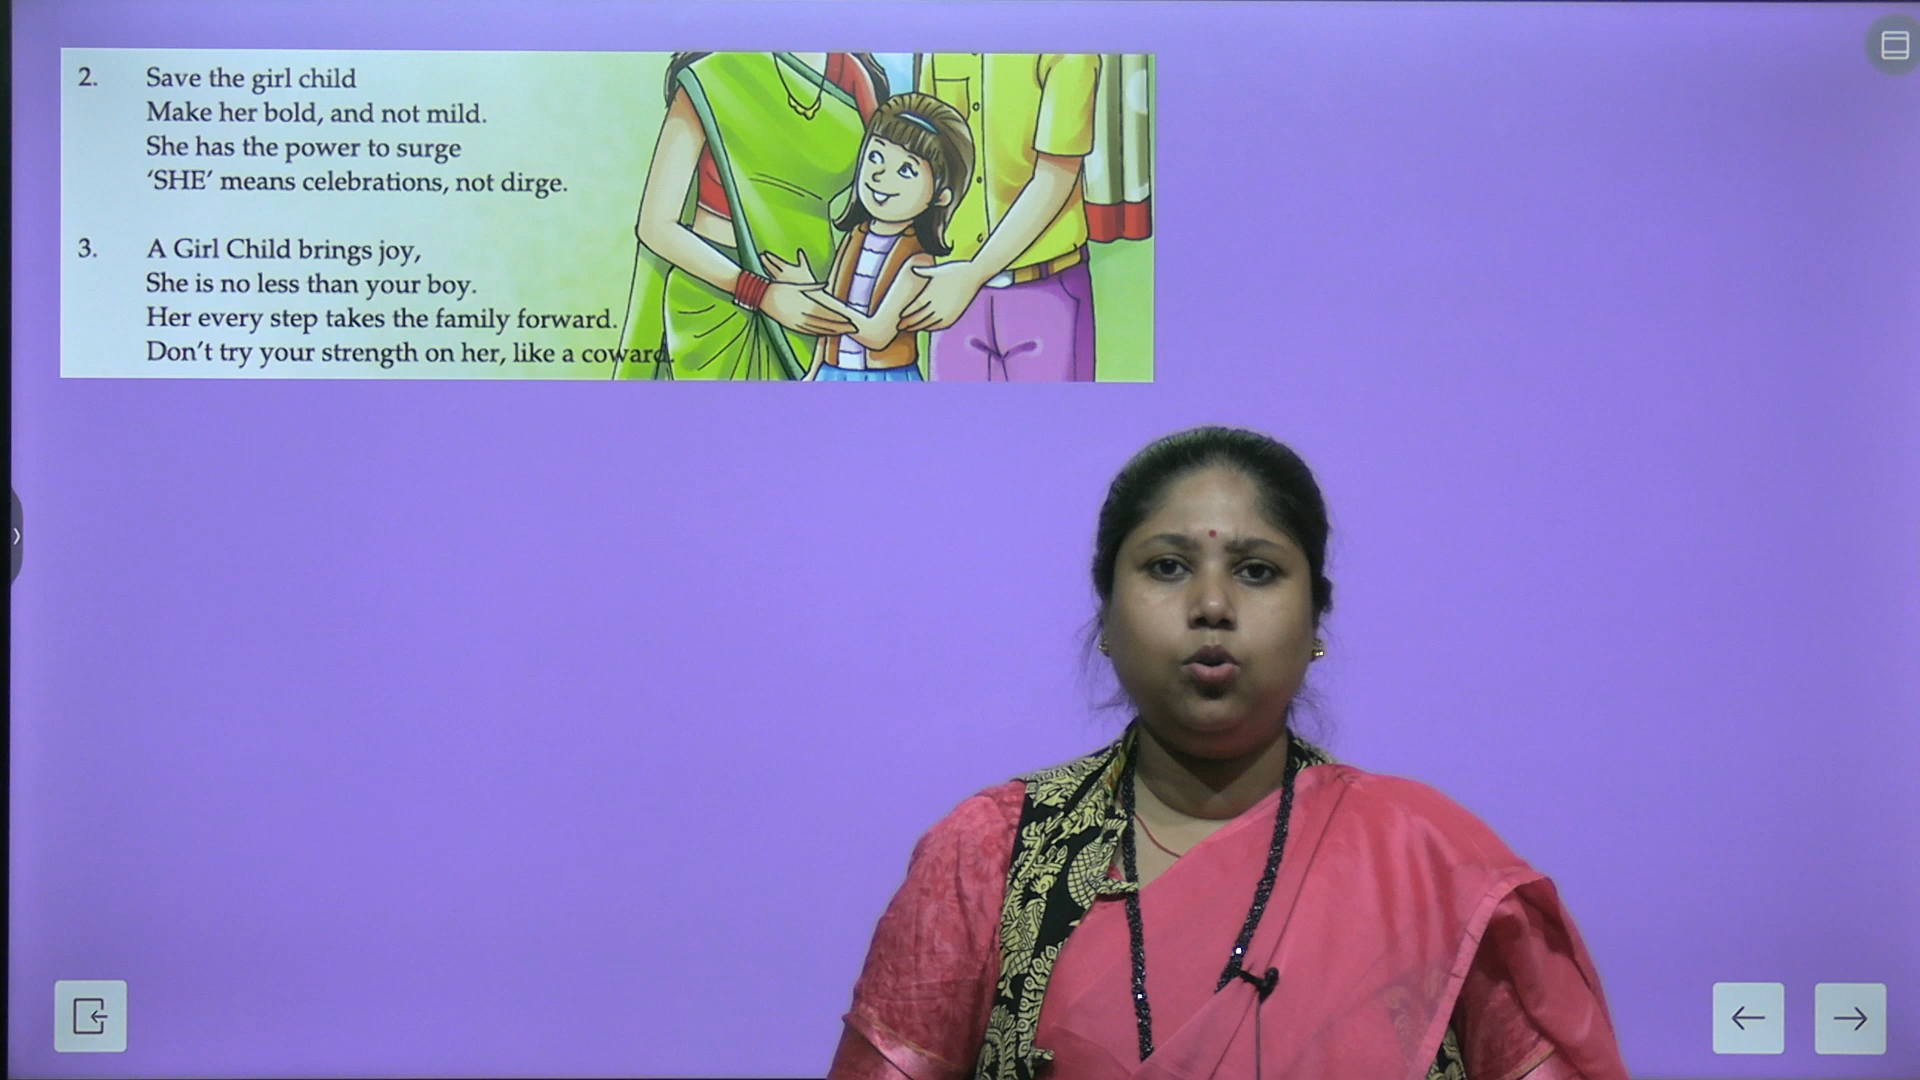 2. Save the girl child
Make her bold, and not mild.
She has the power to surge
‘SHE’ means celebrations, not dirge.
3. A Girl Child brings joy,
She is no less than your boy.
Her every step takes the family forward.
Don’t try your strength on her, like a coward.